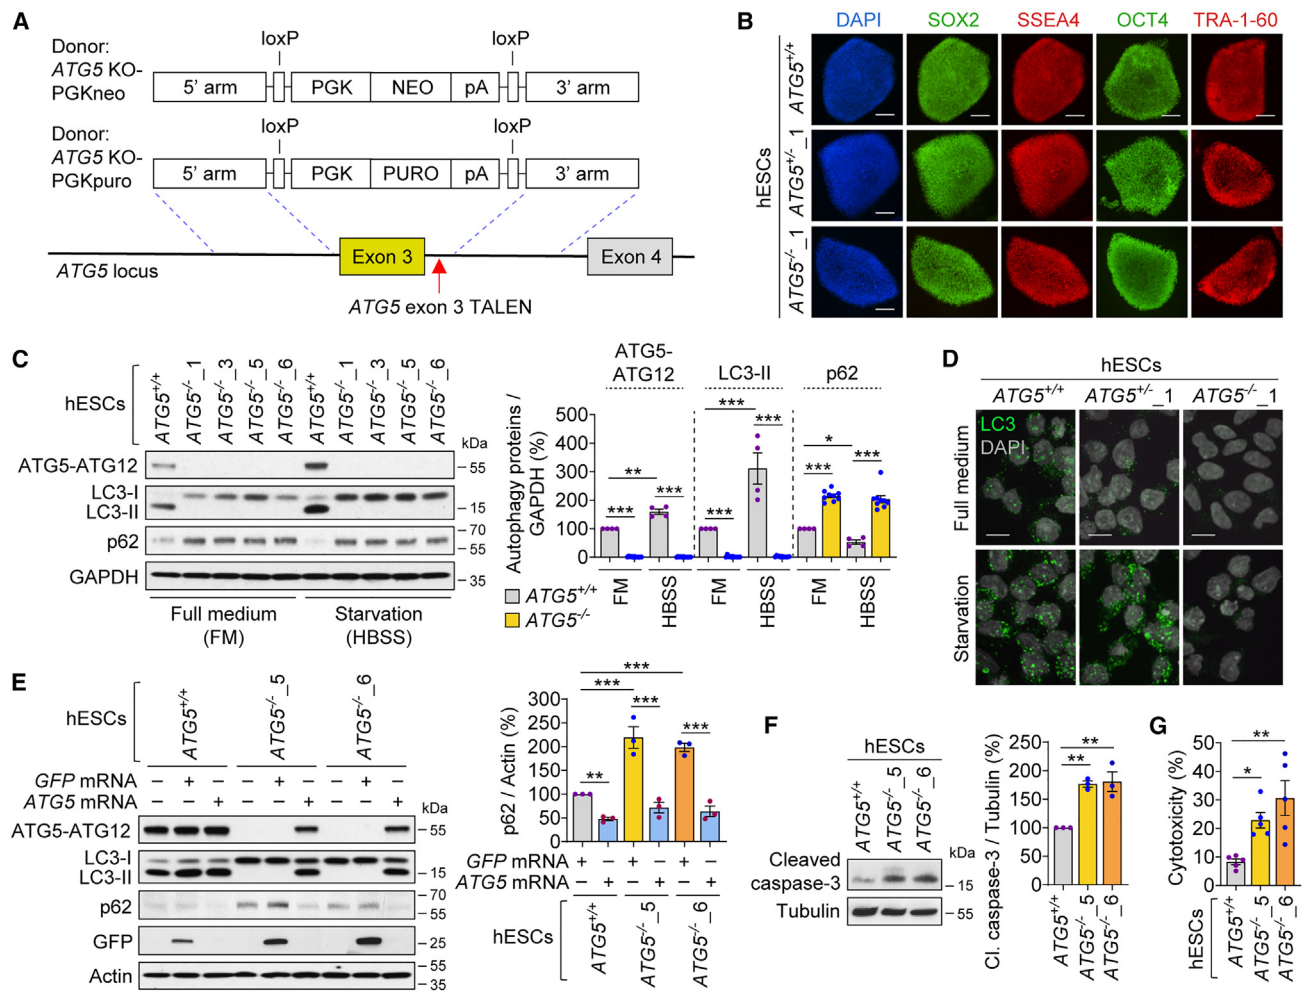 A
Donor:
ATG5 KO-
PGKneo
loxP
loxP
5' arm
PGK
NEO
pA
3' arm
Donor:
ATG5 KO-
PGKpuro
loxP
loxP
5' arm
PGK
PURO
pA
3' arm
Exon 3
Exon 4
ATG5 locus
ATG5 exon 3 TALEN
B
DAPI
SOX2
SSEA4
OCT4
TRA-1-60
hESCs
ATG5+/+
ATG5+/-_1
ATG5-/-_1
C
hESCs
ATG5+/+
ATG5-/-_1
ATG5-/-_3
ATG5-/-_5
ATG5-/-_6
ATG5+/+
ATG5-/-_1
ATG5-/-_3
ATG5-/-_5
ATG5-/-_6
kDa
ATG5-ATG12
55
LC3-I
LC3-II
15
p62
70
55
GAPDH
35
Full medium
(FM)
Starvation
(HBSS)
Autophagy proteins /
GAPDH (%)
ATG5-
ATG12
LC3-II
p62
500
400
300
200
100
0
**
***
***
***
***
***
*
***
***
FM
HBSS
FM
HBSS
FM
HBSS
ATG5+/+
ATG5-/-
D
hESCs
ATG5+/+
ATG5+/-_1
ATG5-/-_1
LC3
DAPI
Full medium
Starvation
E
hESCs
ATG5+/+
ATG5-/-_5
ATG5-/-_6
GFP mRNA
– + – – + – – + –
ATG5 mRNA
– – + – – + – – +
kDa
ATG5-ATG12
55
LC3-I
LC3-II
15
p62
70
55
GFP
25
Actin
55
35
p62 / Actin (%)
300
250
200
150
100
50
0
***
***
**
***
***
GFP mRNA
+ – + – + –
ATG5 mRNA
– + – + – +
hESCs
ATG5+/+
ATG5-/-_5
ATG5-/-_6
F
hESCs
ATG5+/+
ATG5-/-_5
ATG5-/-_6
kDa
Cleaved
caspase-3
15
Tubulin
55
Cl. caspase-3 / Tubulin (%)
250
200
150
100
50
0
**
**
ATG5+/+
ATG5-/-_5
ATG5-/-_6
G
Cytotoxicity (%)
50
40
30
20
10
0
**
*
hESCs
ATG5+/+
ATG5-/-_5
ATG5-/-_6